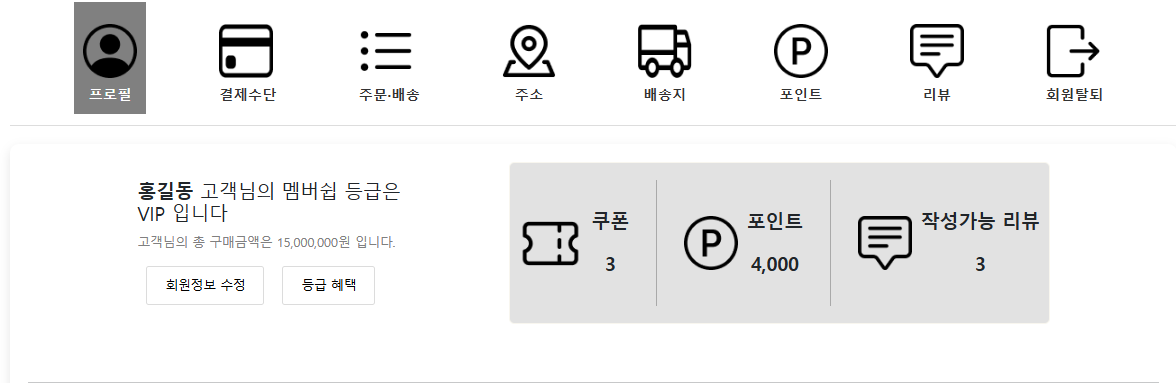 프로필
결제수단
주문·배송
주소
배송지
P
포인트
리뷰
회원탈퇴
홍길동 고객님의 멤버쉽 등급은
VIP 입니다
고객님의 총 구매금액은 15,000,000원 입니다.
회원정보 수정
등급 혜택
쿠폰
3
P
포인트
4,000
작성가능 리뷰
3